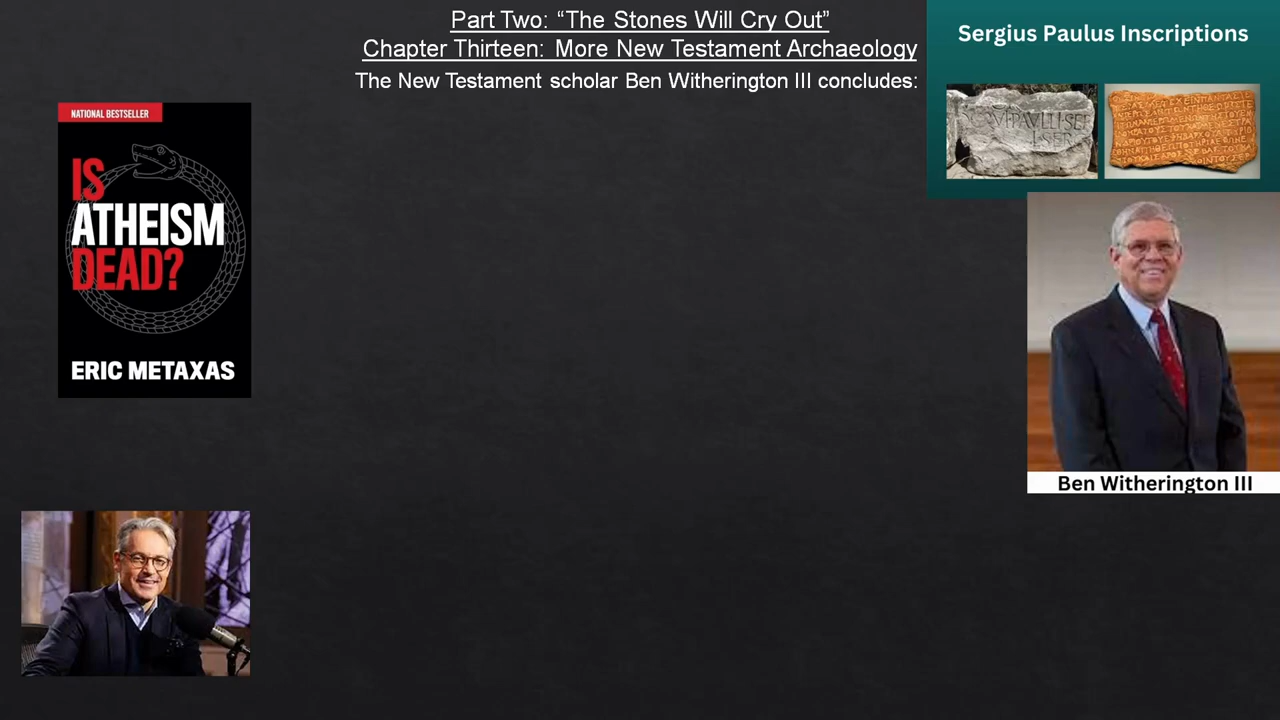 Part Two: “The Stones Will Cry Out”
Chapter Thirteen: More New Testament Archaeology
The New Testament scholar Ben Witherington III concludes:
Sergius Paulus Inscriptions
NATIONAL BESTSELLER
IS
ATHEISM
DEAD?
ERIC METAXAS
Ben Witherington III